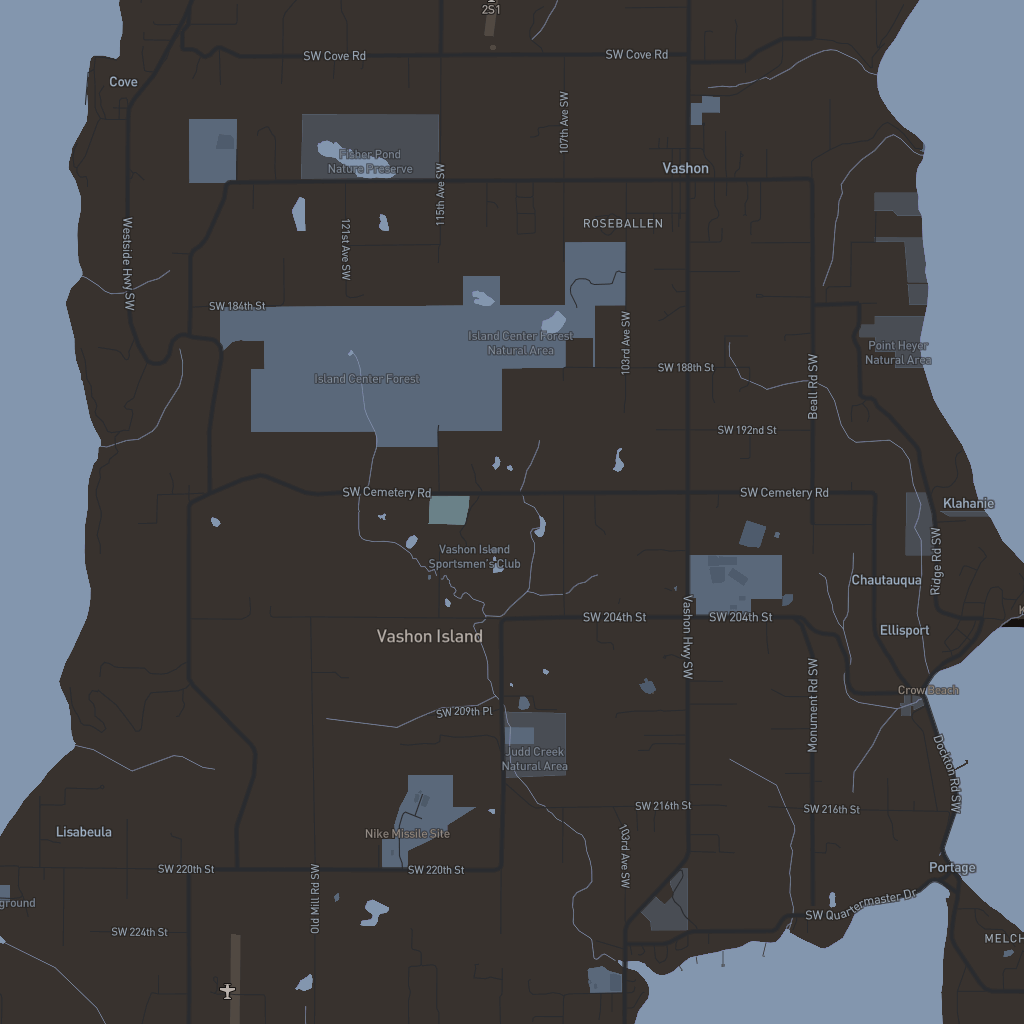 2S1
SW Cove Rd
SW Cove Rd
Cove
107th Ave SW
Fisher Pond
Nature Preserve
Vashon
115th Ave SW
Westside Hwy SW
121st Ave SW
ROSEBALLEN
SW 184th St
Island Center Forest
Natural Area
103rd Ave SW
Point Heyer
Natural Area
SW 188th St
Island Center Forest
Beall Rd SW
SW 192nd St
SW Cemetery Rd
SW Cemetery Rd
Klahanie
Vashon Island
Sportsmen's Club
Ridge Rd SW
Chautauqua
SW 204th St
SW 204th St
Vashon Hwy SW
Ellisport
Vashon Island
Crow Beach
SW 209th Pl
Monument Rd SW
Judd Creek
Natural Area
Dockton Rd SW
SW 216th St
SW 216th St
Lisabeula
Nike Missile Site
103rd Ave SW
SW 220th St
SW 220th St
Portage
Old Mill Rd SW
ground
SW Quartermaster Dr
SW 224th St
MELCH